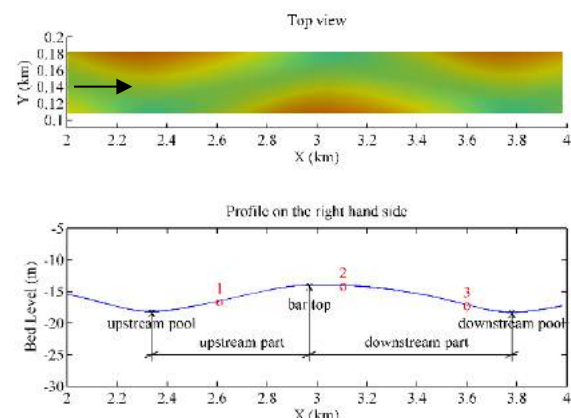 Top view
0.2
0.18
0.16
0.14
0.12
0.1
Y (km)
2 2.2 2.4 2.6 2.8 3 3.2 3.4 3.6 3.8 4
X (km)
Profile on the right hand side
-5
-10
-15
-20
-25
-30
Bed Level (m)
1
2
3
upstream pool
bar top
downstream pool
upstream part
downstream part
2 2.2 2.4 2.6 2.8 3 3.2 3.4 3.6 3.8 4
X (km)